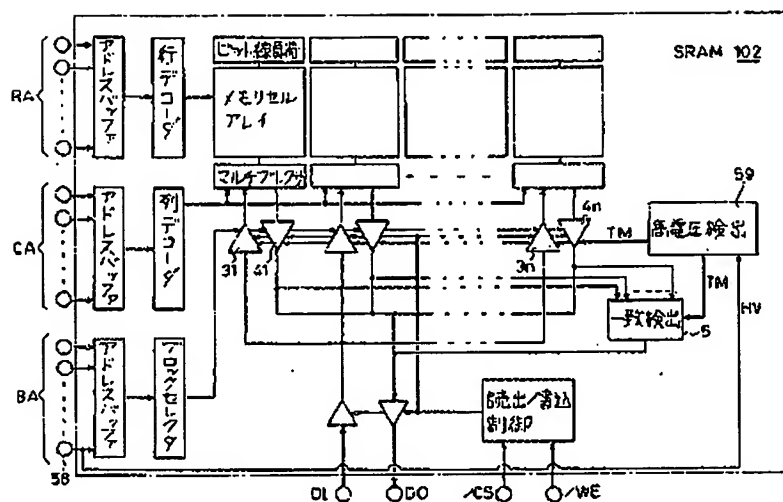 SRAM 102
RA
アドレスバッファ
行デコーダ
ビット線負荷
メモリセル
アレイ
マルチプレクサ
CA
アドレスバッファ
列デコーダ
31
41
3n
4n
TM
高電圧検出
59
TM
HV
一致検出
5
BA
アドレスバッファ
ブロックセレクタ
読出/書込
制御
58
DI
DO
/CS
/WE